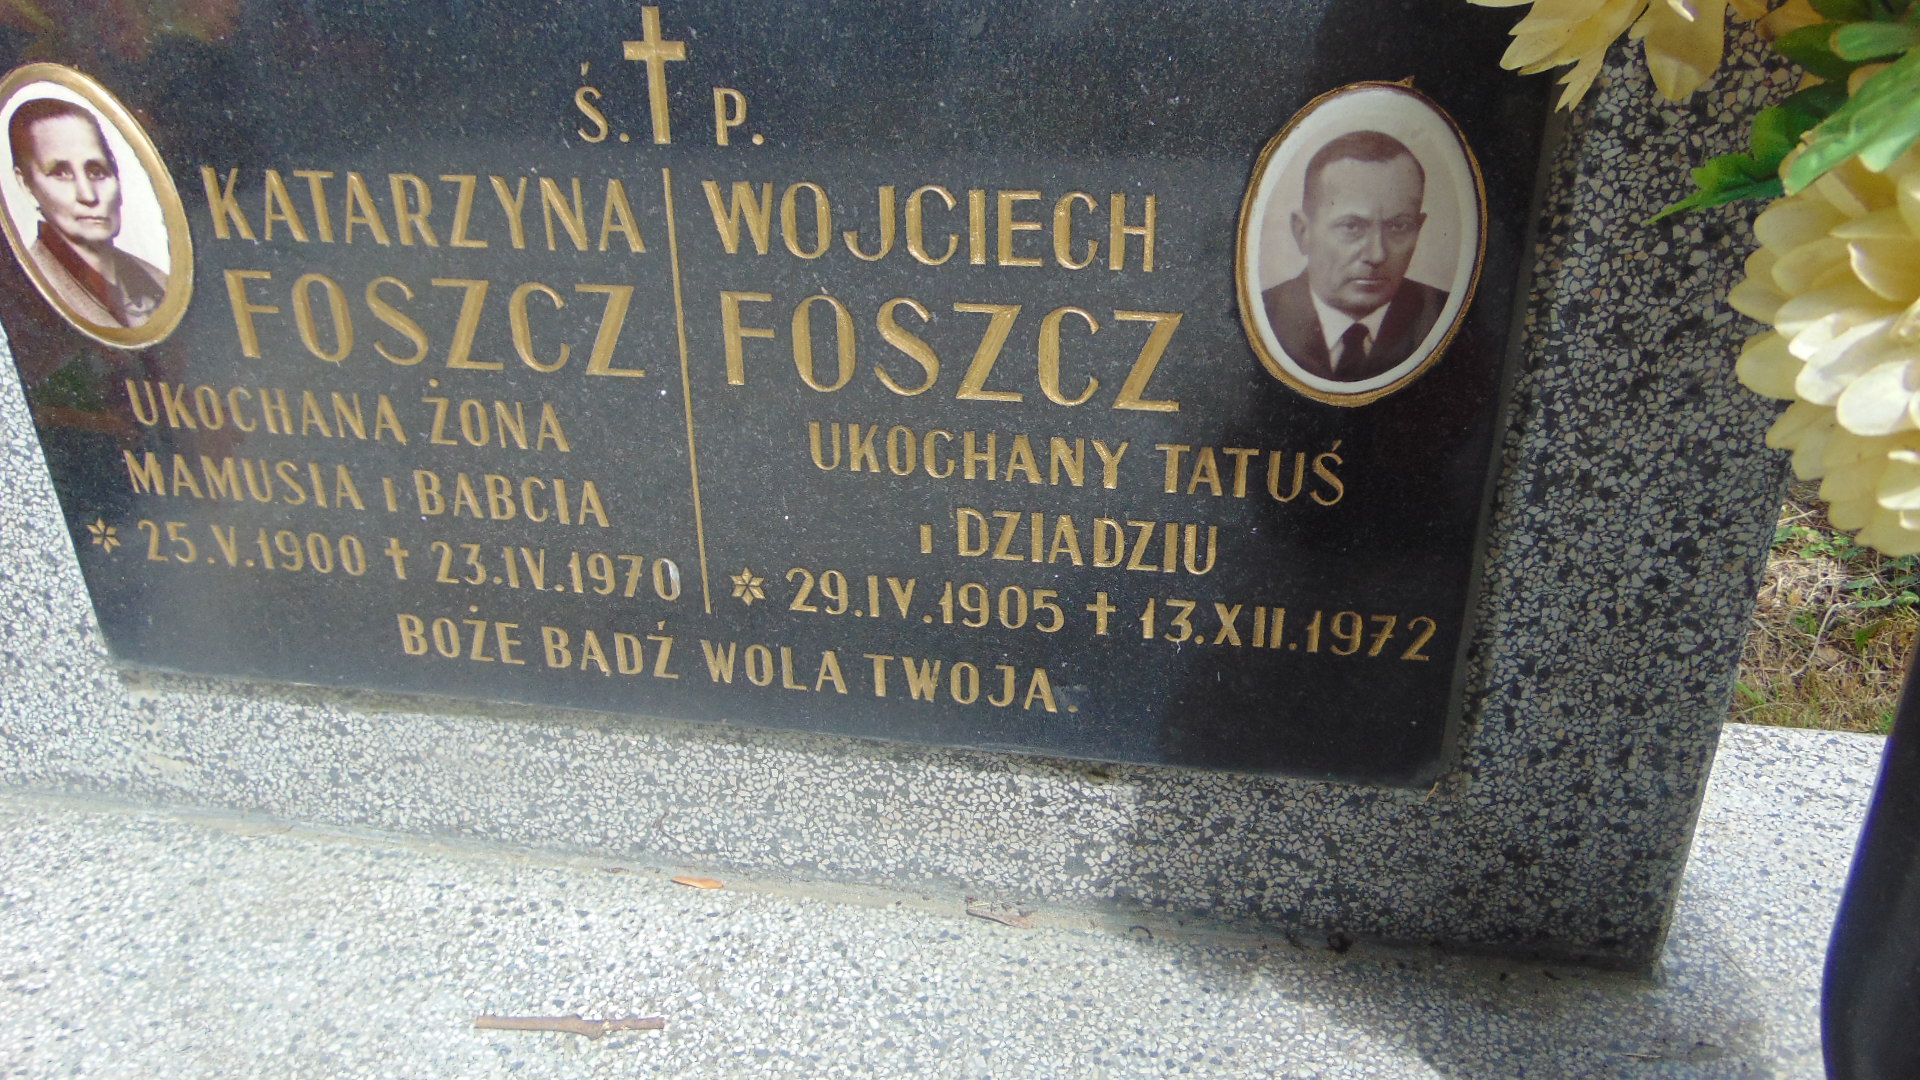 Ś. P.
KATARZYNA
FOSZCZ
UKOCHANA ŻONA
MAMUSIA i BABCIA
* 25.V.1900 † 23.IV.1970
WOJCIECH
FOSZCZ
UKOCHANY TATUŚ
i DZIADZIU
* 29.IV.1905 † 13.XII.1972
BOŻE BĄDŹ WOLA TWOJA.